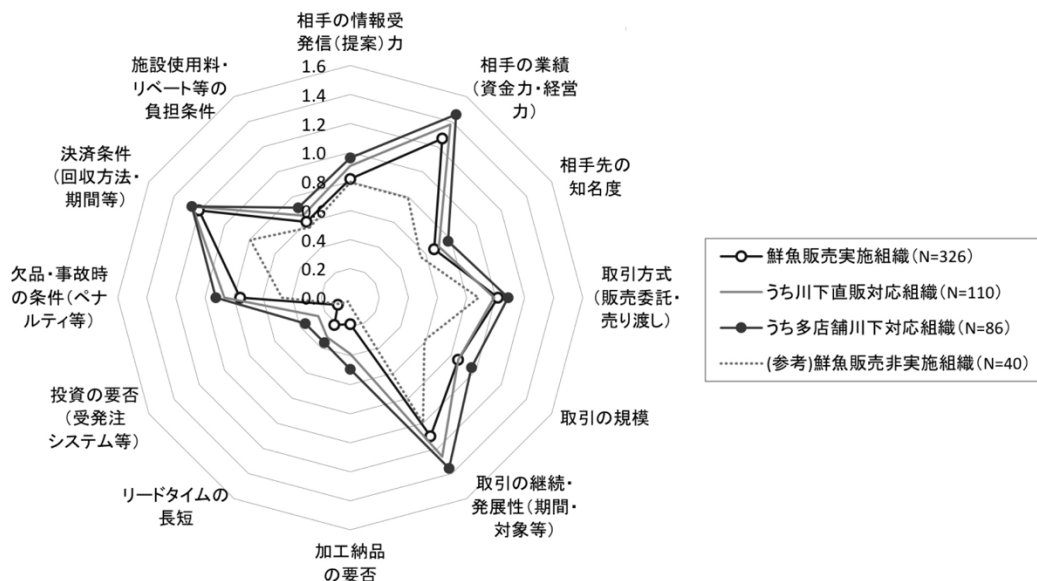 相手の情報受
発信(提案)力
相手の業績
(資金力・経営
力)
相手先の
知名度
取引方式
(販売委託・
売り渡し)
取引の規模
取引の継続・
発展性(期間・
対象等)
加工納品
の要否
リードタイムの
長短
投資の要否
(受発注
システム等)
欠品・事故時
の条件(ペナ
ルティ等)
決済条件
(回収方法・
期間等)
施設使用料・
リベート等の
負担条件
1.6
1.4
1.2
1.0
0.8
0.6
0.4
0.2
0.0
鮮魚販売実施組織(N=326)
うち川下直販対応組織(N=110)
うち多店舗川下対応組織(N=86)
(参考)鮮魚販売非実施組織(N=40)